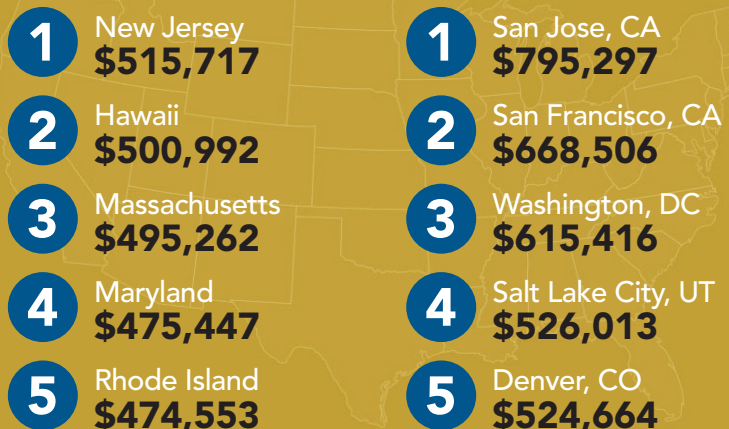 1 New Jersey
$515,717
2 Hawaii
$500,992
3 Massachusetts
$495,262
4 Maryland
$475,447
5 Rhode Island
$474,553
1 San Jose, CA
$795,297
2 San Francisco, CA
$668,506
3 Washington, DC
$615,416
4 Salt Lake City, UT
$526,013
5 Denver, CO
$524,664